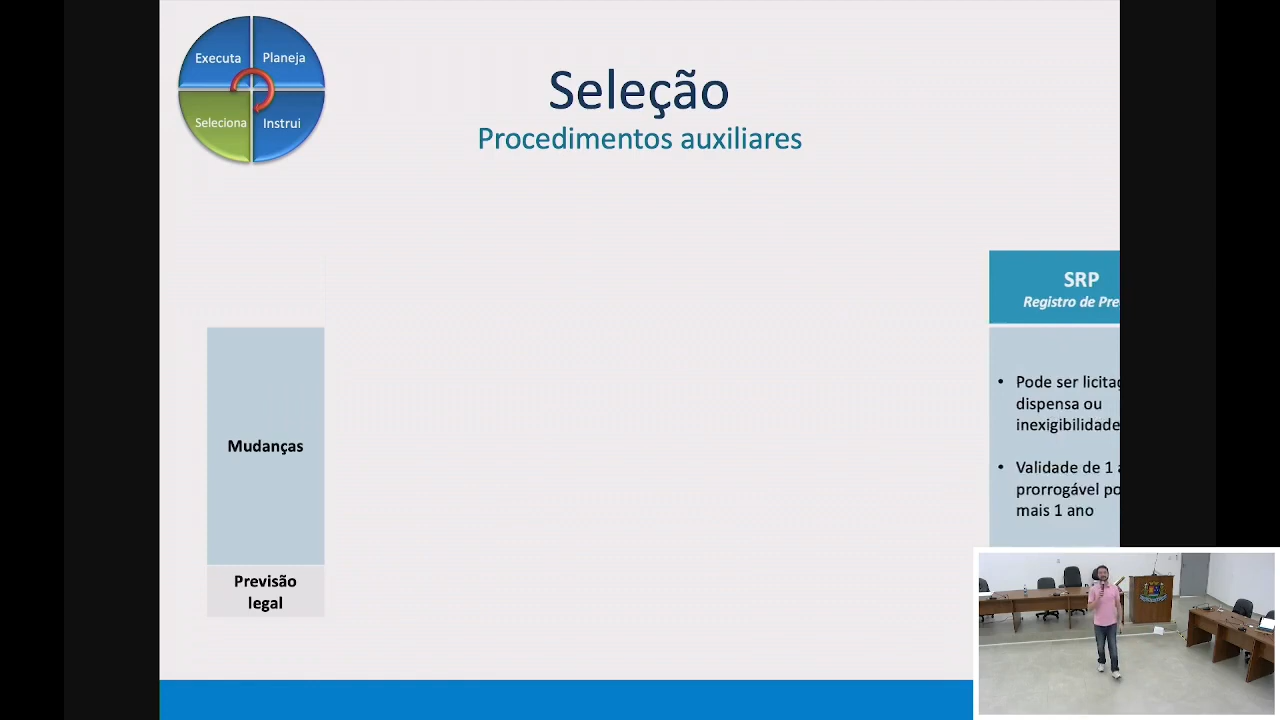 Executa
Planeja
Seleciona
Instrui
Seleção
Procedimentos auxiliares
SRP
Registro de Pre
Mudanças
• Pode ser licitaç
dispensa ou
inexigibilidade
• Validade de 1 a
prorrogável po
mais 1 ano
Previsão
legal